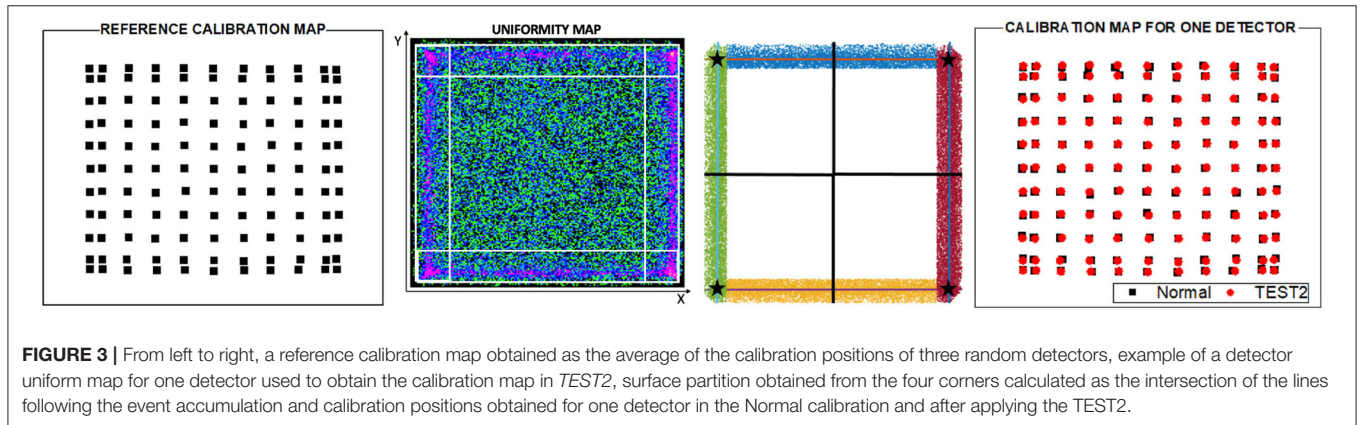 REFERENCE CALIBRATION MAP
UNIFORMITY MAP
Y
X
CALIBRATION MAP FOR ONE DETECTOR
Normal
TEST2
FIGURE 3 | From left to right, a reference calibration map obtained as the average of the calibration positions of three random detectors, example of a detector
uniform map for one detector used to obtain the calibration map in TEST2, surface partition obtained from the four corners calculated as the intersection of the lines
following the event accumulation and calibration positions obtained for one detector in the Normal calibration and after applying the TEST2.